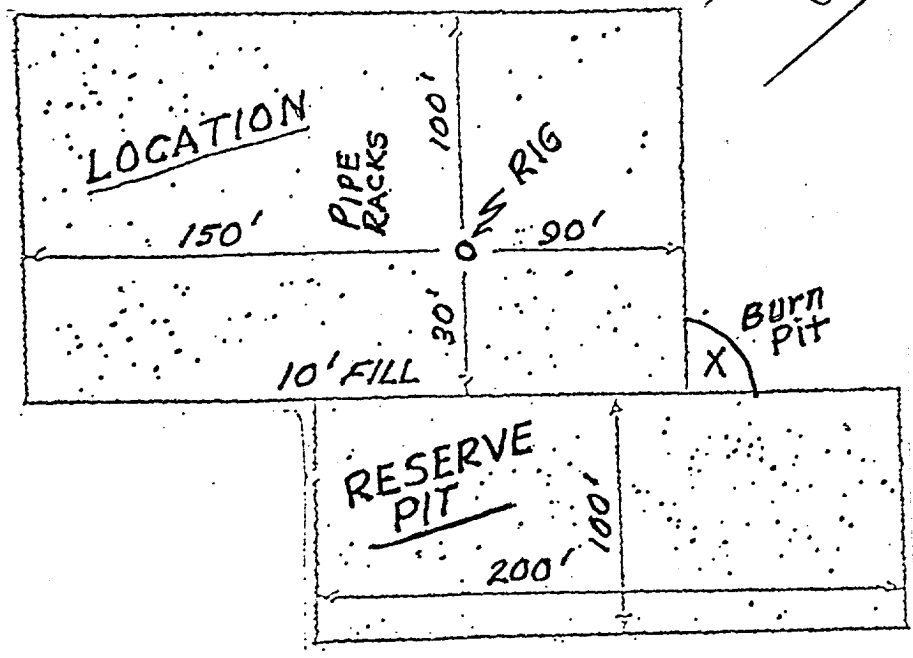 LOCATION
PIPE
RACKS
100'
RIG
150'
90'
30'
10' FILL
Burn
Pit
X
RESERVE
PIT
100'
200'